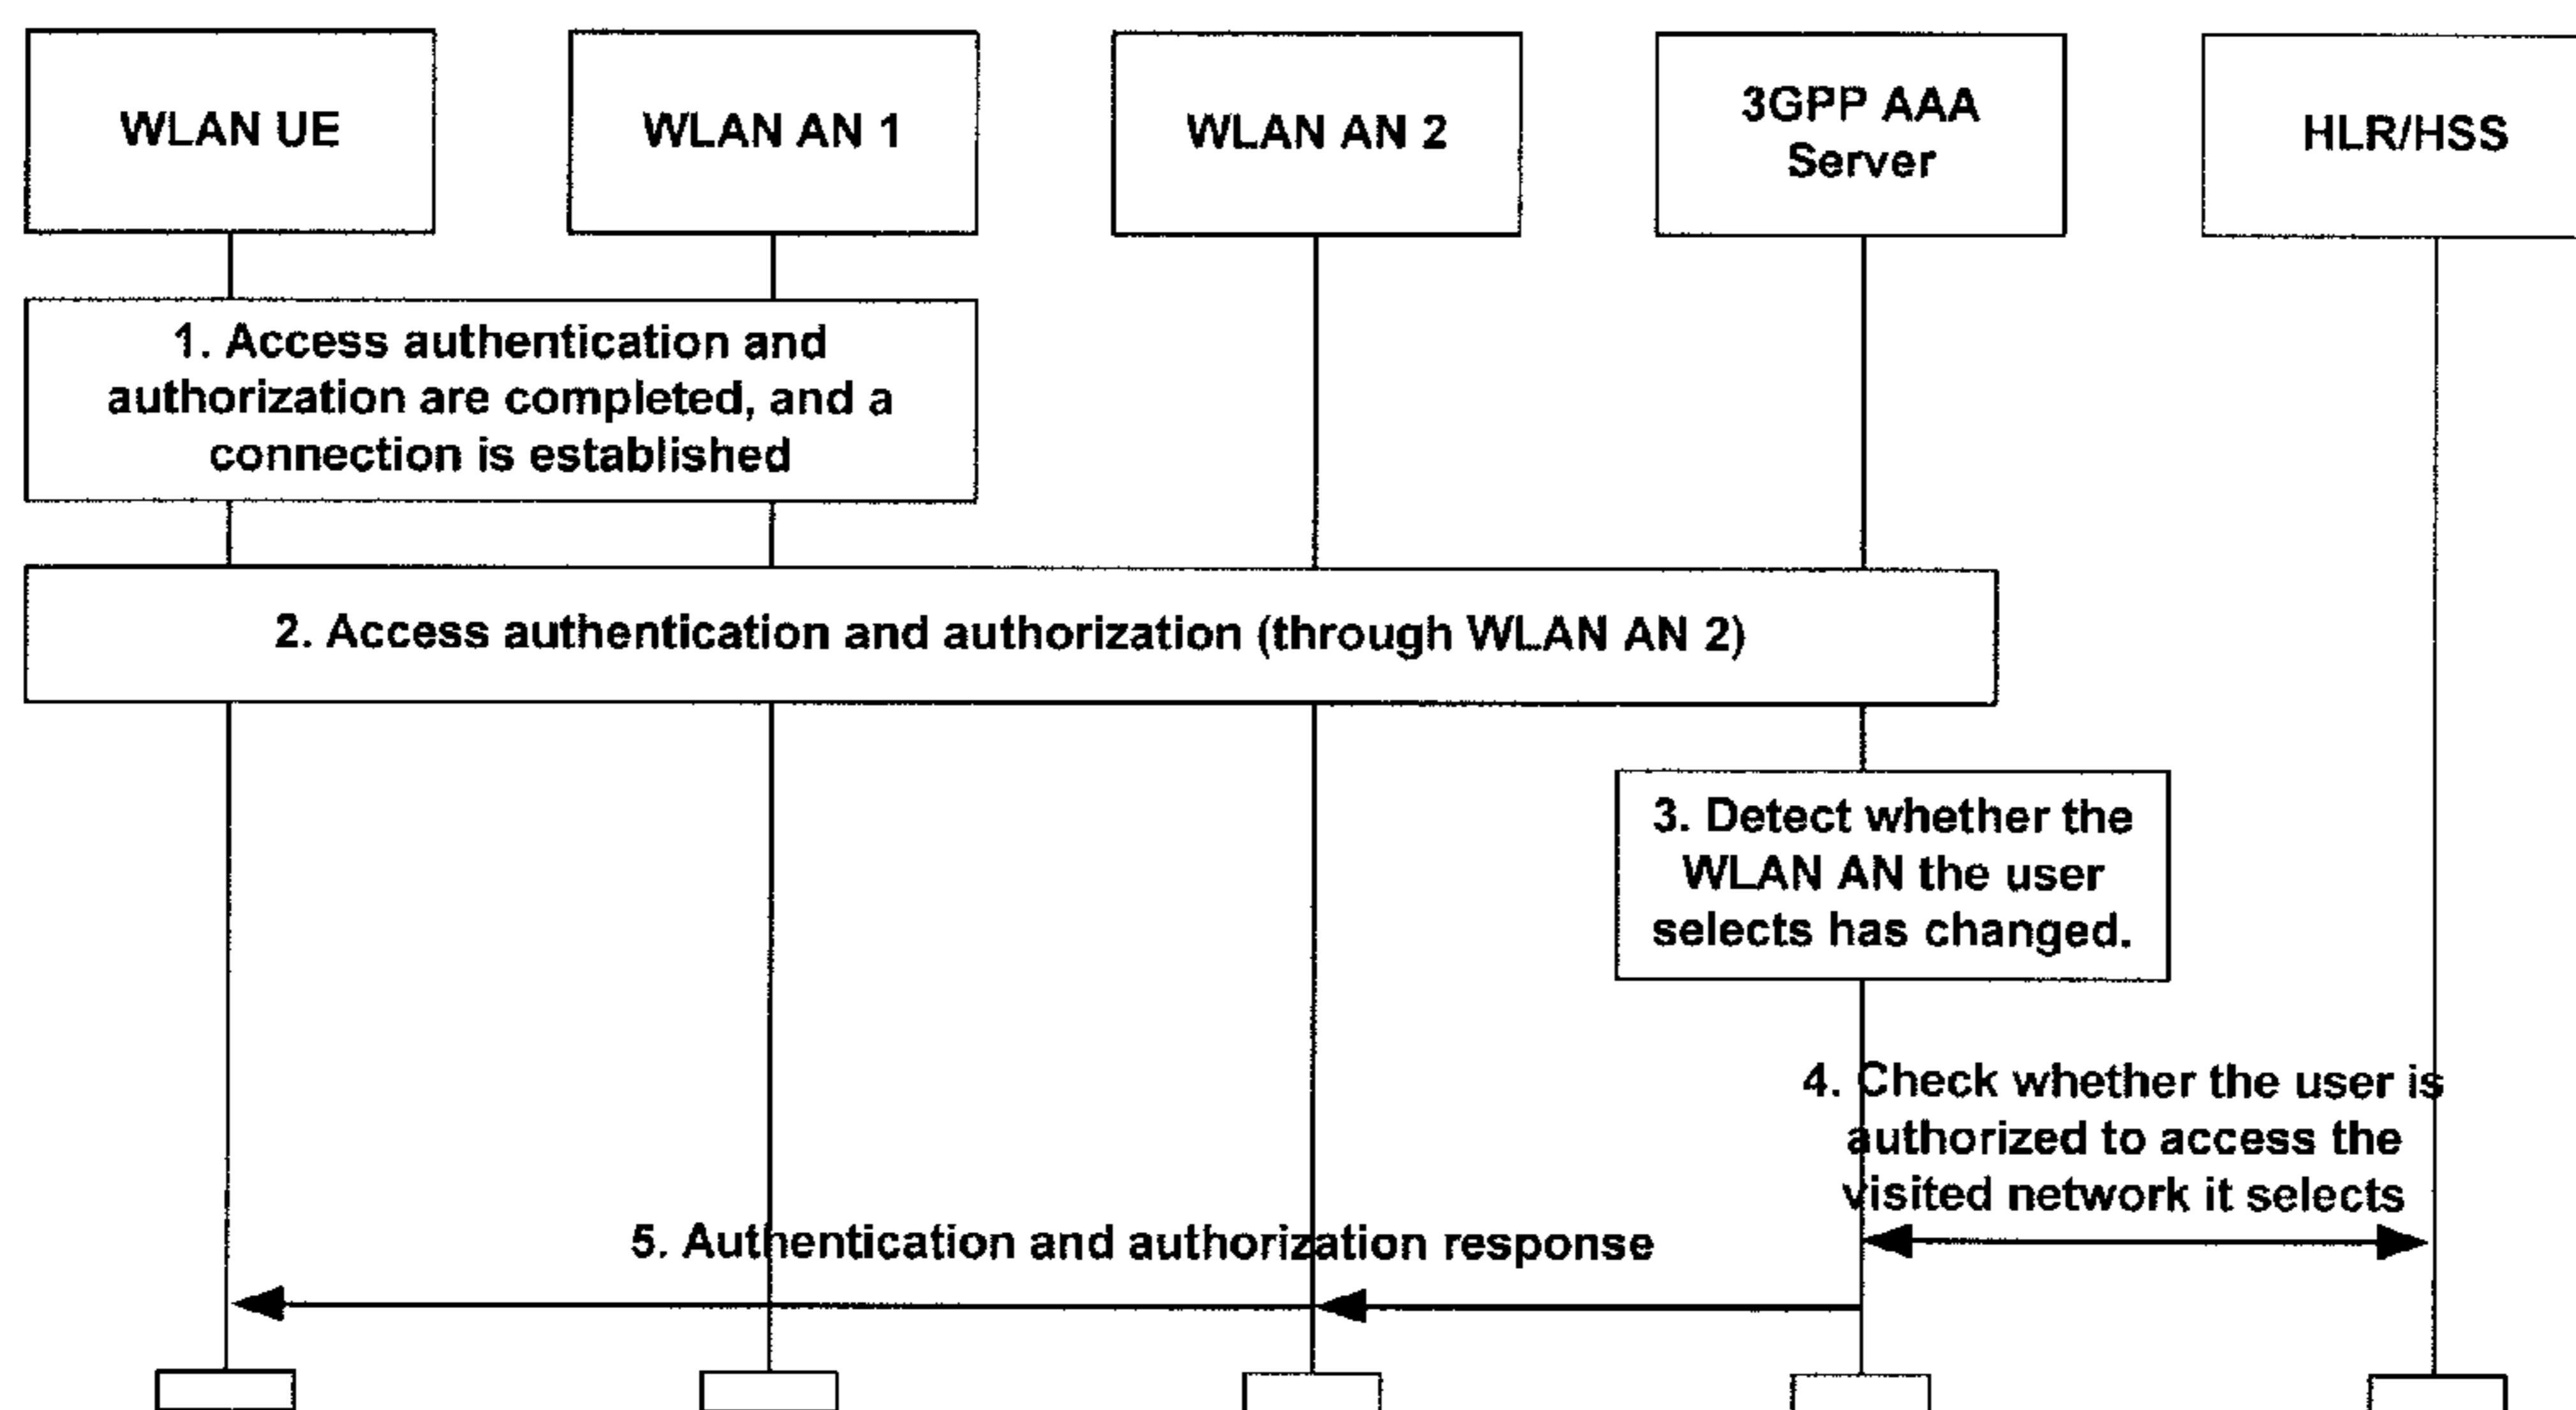 WLAN UE
WLAN AN 1
WLAN AN 2
3GPP AAA
Server
HLR/HSS
1. Access authentication and
authorization are completed, and a
connection is established
2. Access authentication and authorization (through WLAN AN 2)
3. Detect whether the
WLAN AN the user
selects has changed.
4. Check whether the user is
authorized to access the
visited network it selects
5. Authentication and authorization response